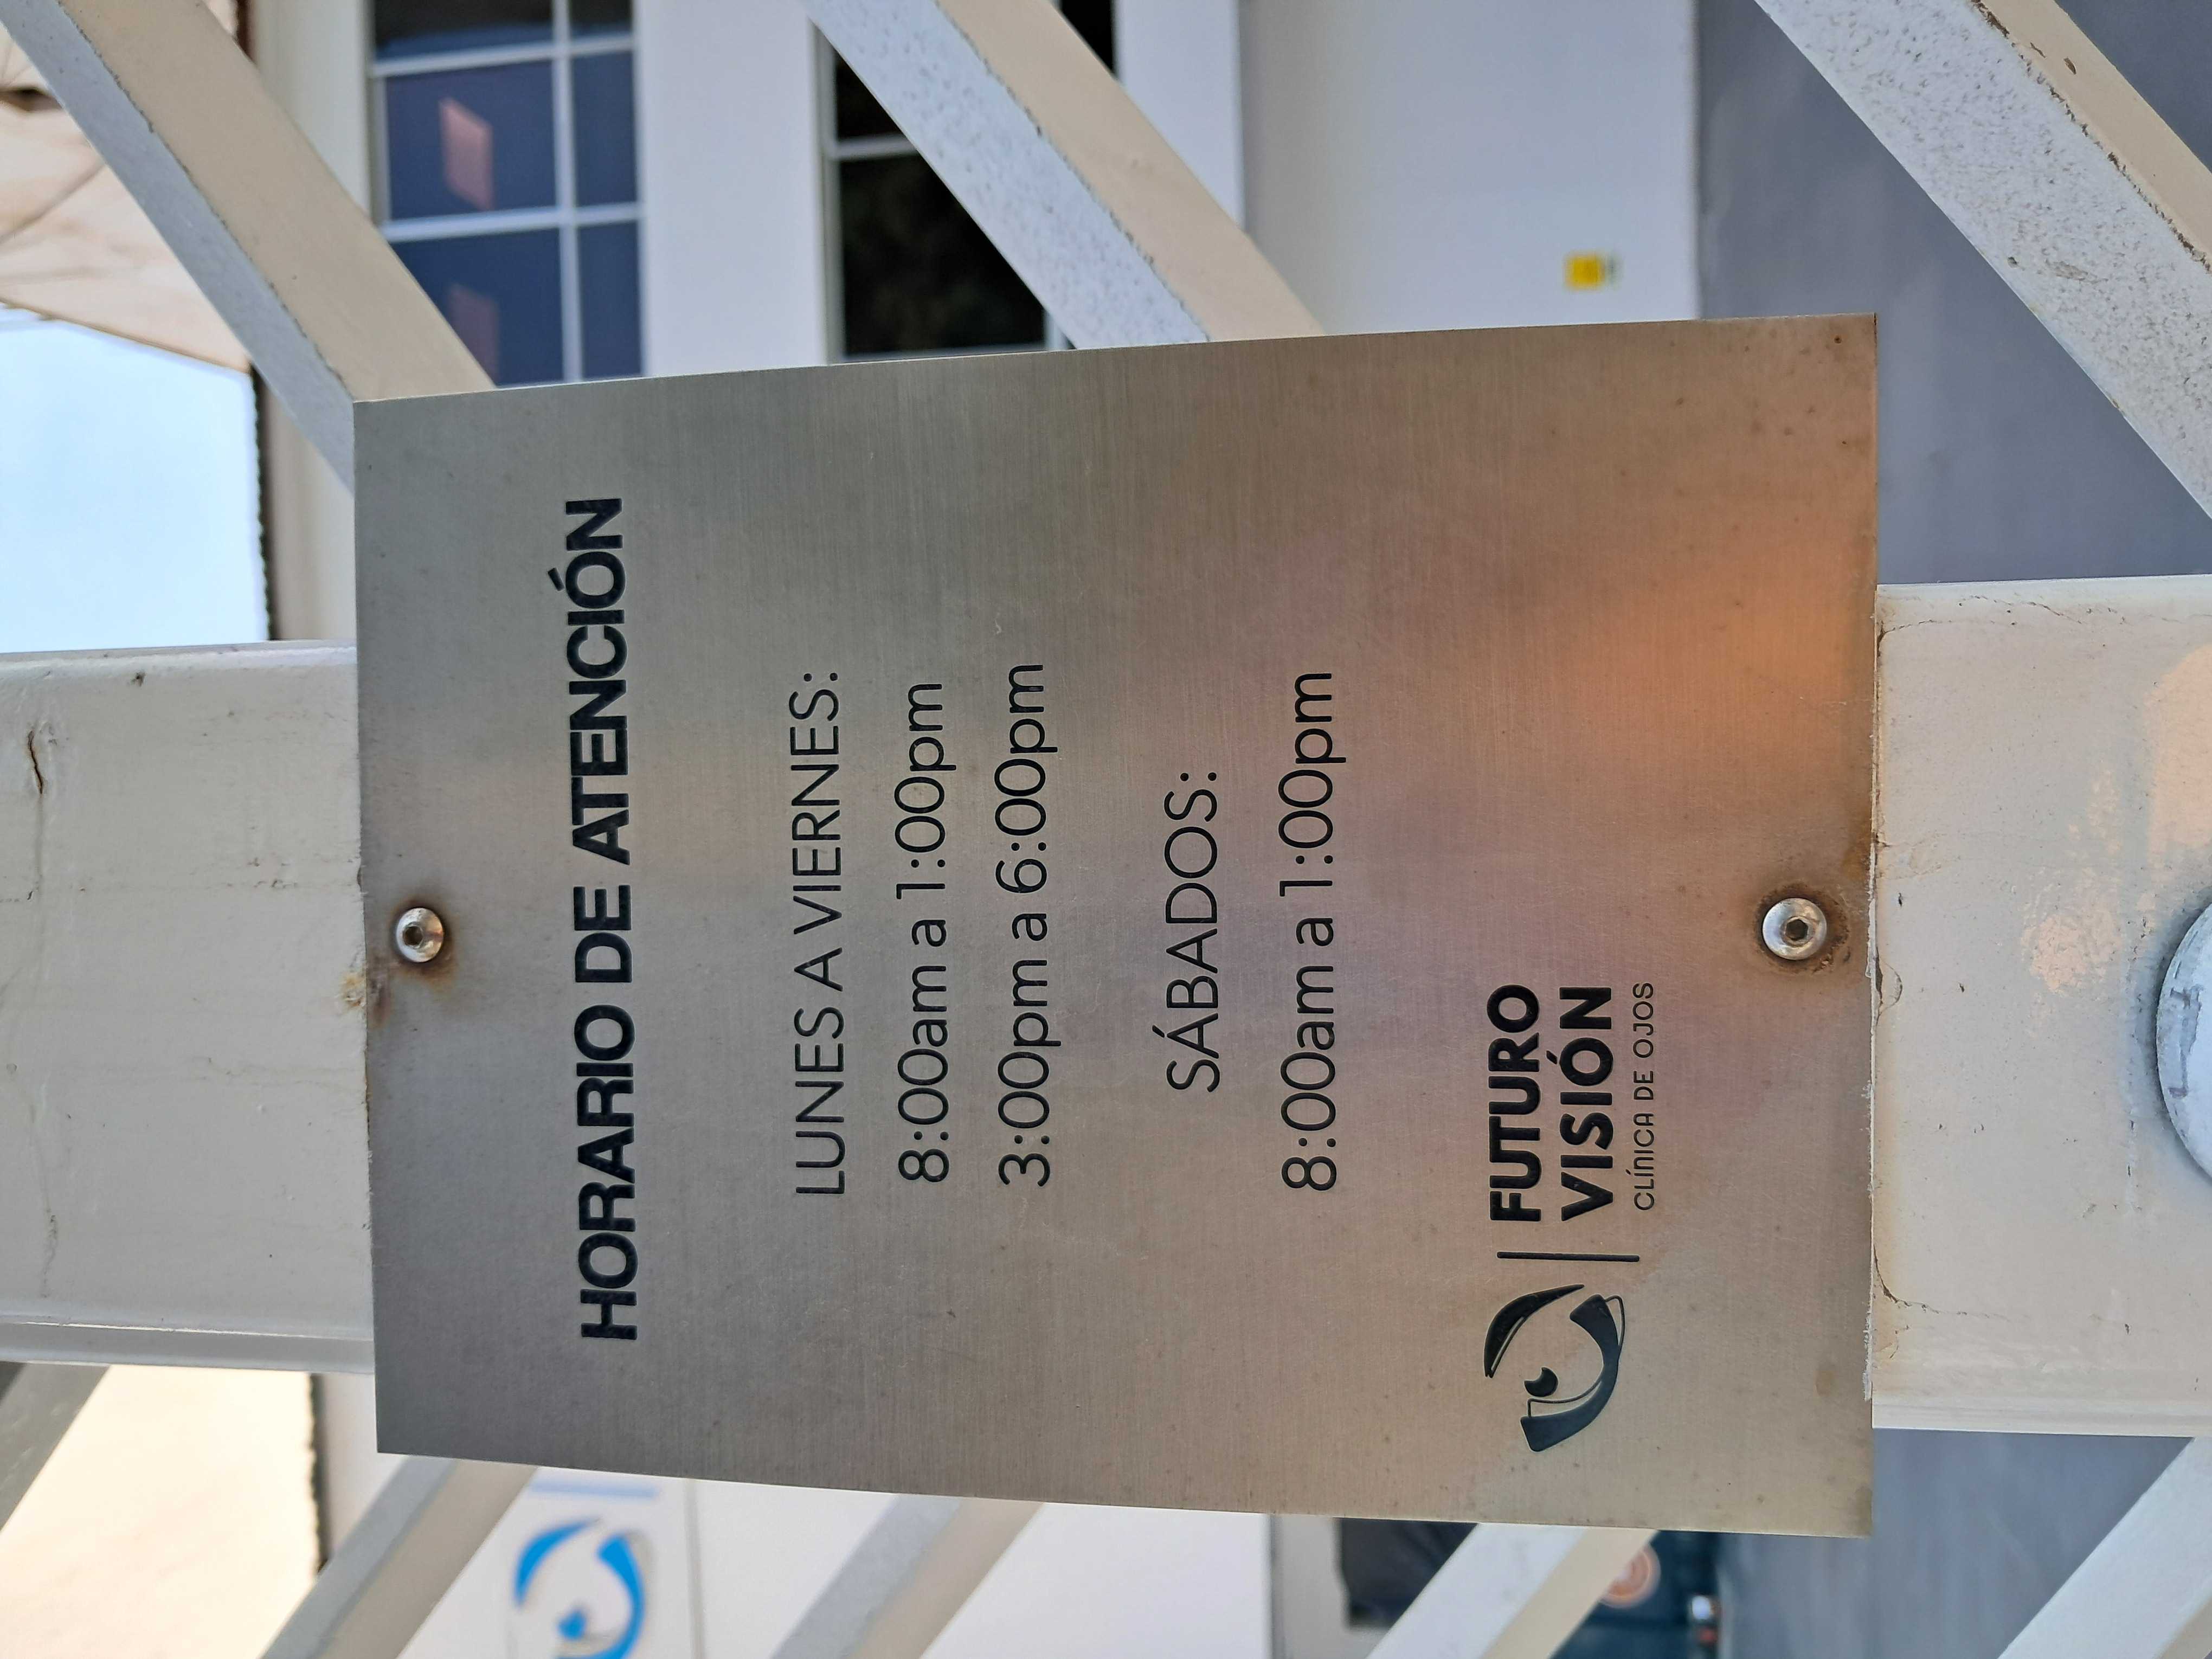 HORARIO DE ATENCIÓN
LUNES A VIERNES:
8:00am a 1:00pm
3:00pm a 6:00pm
SÁBADOS:
8:00am a 1:00pm
FUTURO
VISIÓN
CLÍNICA DE OJOS